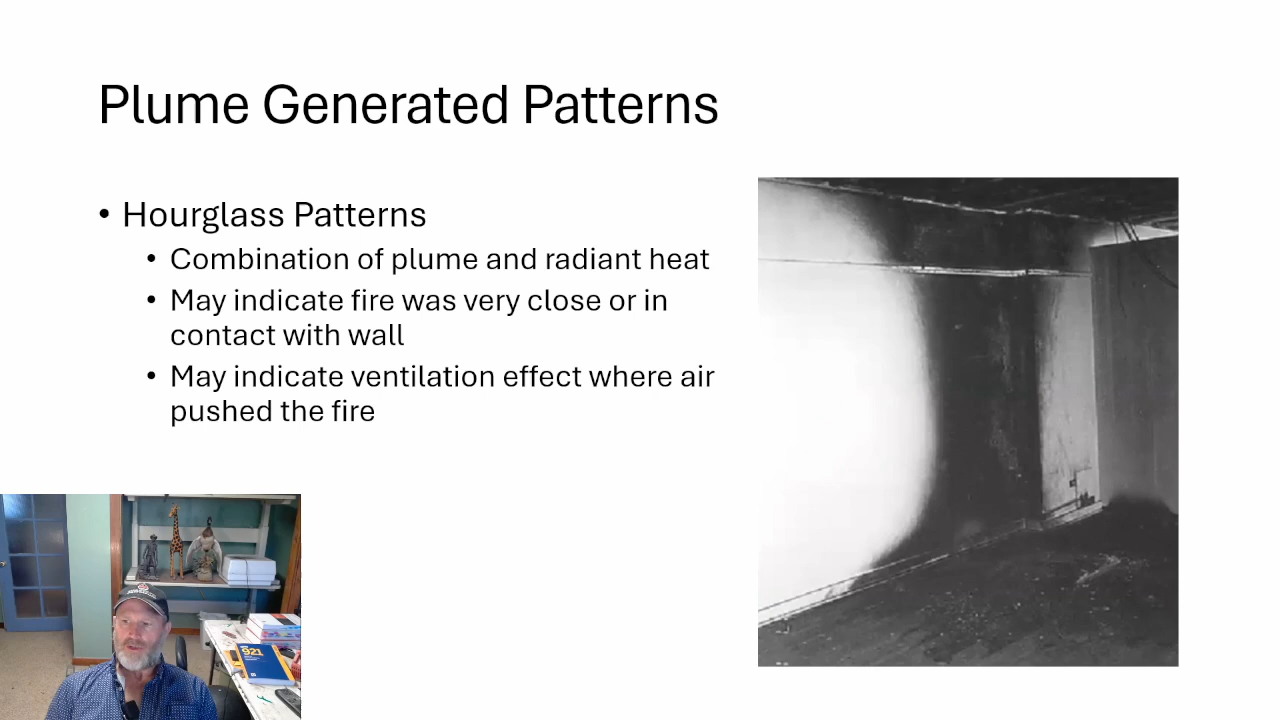 Plume Generated Patterns
• Hourglass Patterns
• Combination of plume and radiant heat
• May indicate fire was very close or in
contact with wall
• May indicate ventilation effect where air
pushed the fire
921